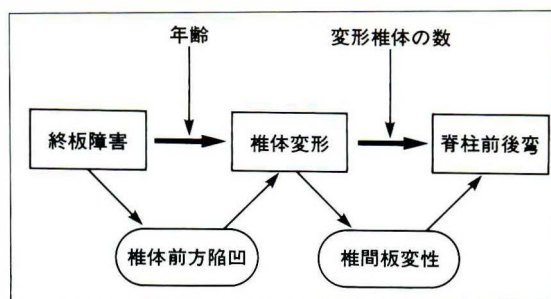 年齢
変形椎体の数
終板障害
椎体変形
脊柱前後弯
椎体前方陥凹
椎間板変性